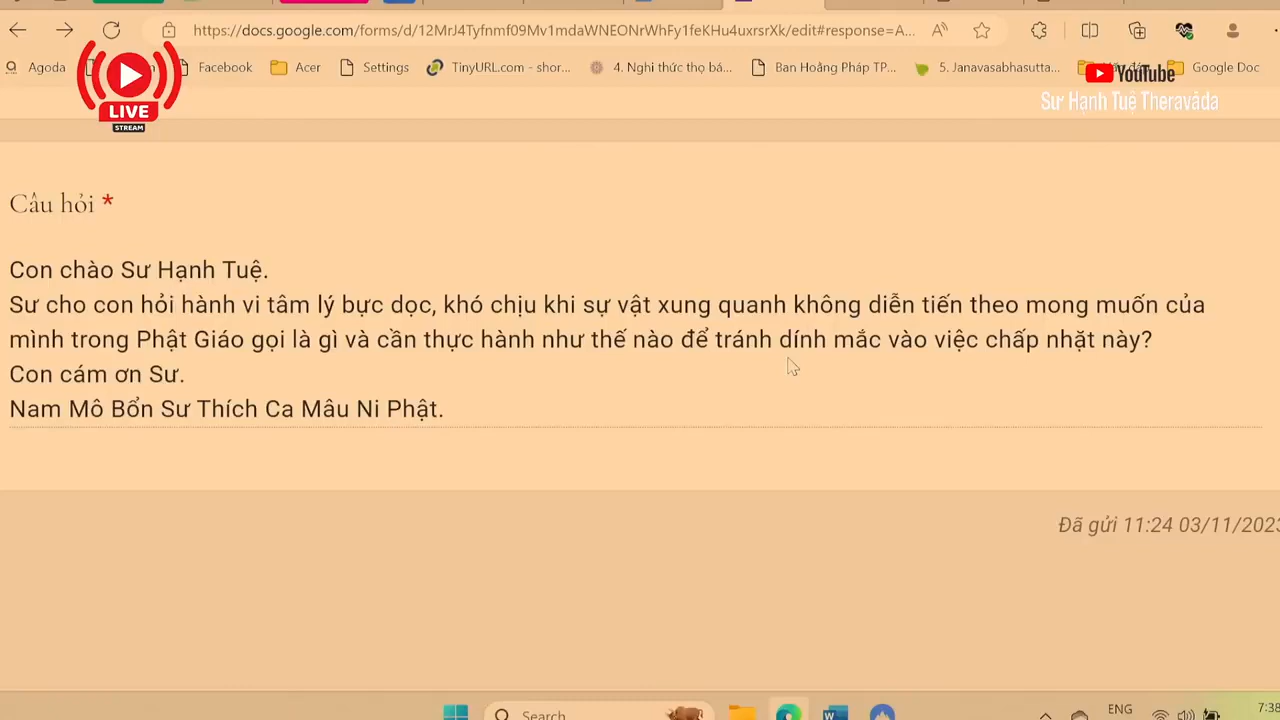 https://docs.google.com/forms/d/12MrJ4Tyfnmf09Mv1mdaWNEONrWhFy1feKHu4uxrsrXk/edit#response=A...
Agoda
Facebook
Acer
Settings
TinyURL.com - shor...
4. Nghi thức thọ bá...
Ban Hoằng Pháp TP...
5. Janavasabhasutta...
Google Doc
LIVE
STREAM
YouTube
Sư Hạnh Tuệ Theravāda
Câu hỏi *
Con chào Sư Hạnh Tuệ.
Sư cho con hỏi hành vi tâm lý bực dọc, khó chịu khi sự vật xung quanh không diễn tiến theo mong muốn của
mình trong Phật Giáo gọi là gì và cần thực hành như thế nào để tránh dính mắc vào việc chấp nhặt này?
Con cám ơn Sư.
Nam Mô Bổn Sư Thích Ca Mâu Ni Phật.
Đã gửi 11:24 03/11/2023
Search
ENG
7:38